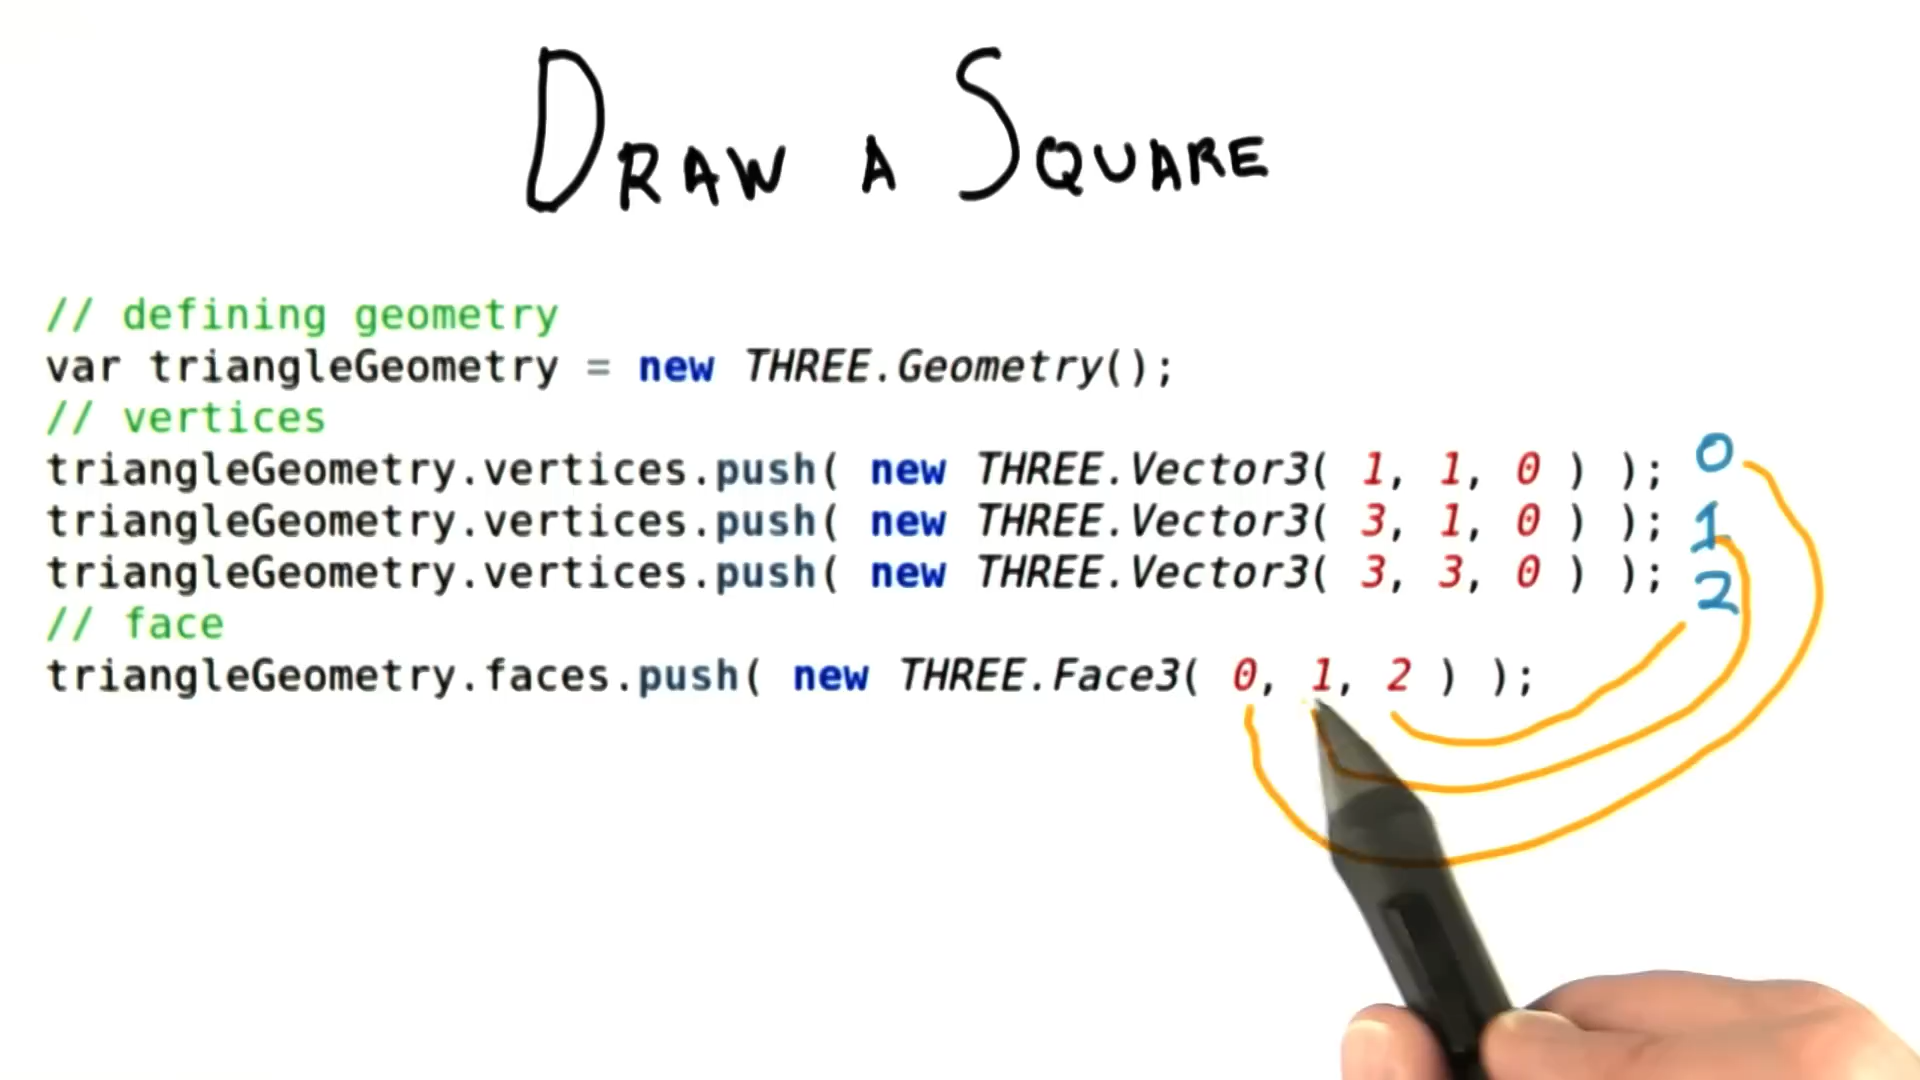 DRAW A SQUARE
// defining geometry
var triangleGeometry = new THREE.Geometry();
// vertices
triangleGeometry.vertices.push( new THREE.Vector3( 1, 1, 0 ) ); 0
triangleGeometry.vertices.push( new THREE.Vector3( 3, 1, 0 ) ); 1
triangleGeometry.vertices.push( new THREE.Vector3( 3, 3, 0 ) ); 2
// face
triangleGeometry.faces.push( new THREE.Face3( 0, 1, 2 ) );